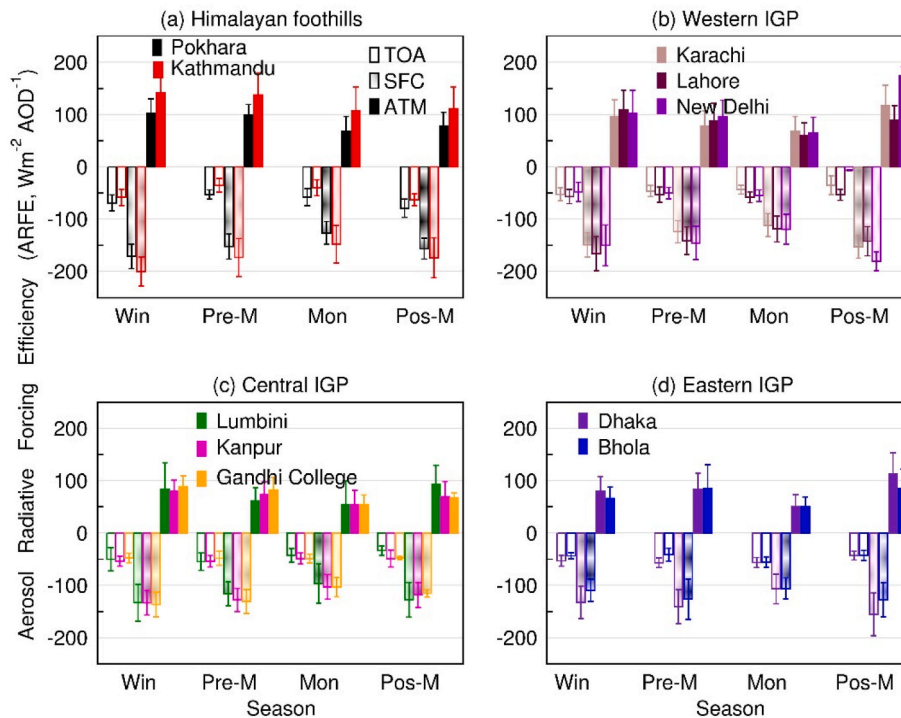 (a) Himalayan foothills
Pokhara
Kathmandu
TOA
SFC
ATM
200
100
0
-100
-200
Win Pre-M Mon Pos-M
(b) Western IGP
Karachi
Lahore
New Delhi
200
100
0
-100
-200
Win Pre-M Mon Pos-M
Aerosol Radiative Forcing Efficiency (ARFE, Wm⁻² AOD⁻¹)
(c) Central IGP
Lumbini
Kanpur
Gandhi College
200
100
0
-100
-200
Win Pre-M Mon Pos-M
Season
(d) Eastern IGP
Dhaka
Bhola
200
100
0
-100
-200
Win Pre-M Mon Pos-M
Season